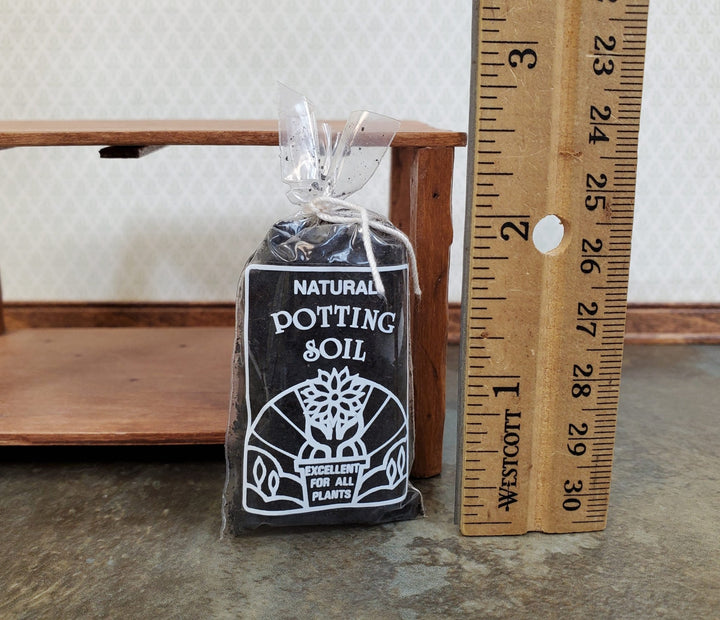 NATURAL
POTTING
SOIL
EXCELLENT
FOR ALL
PLANTS
3
2
1
WESTCOTT
23
24
25
26
27
28
29
30